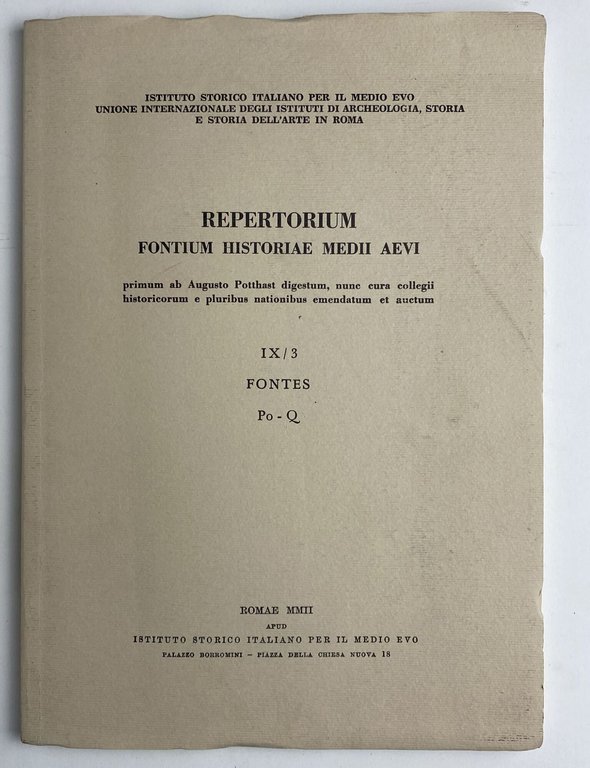 ISTITUTO STORICO ITALIANO PER IL MEDIO EVO
UNIONE INTERNAZIONALE DEGLI ISTITUTI DI ARCHEOLOGIA, STORIA
E STORIA DELL'ARTE IN ROMA
REPERTORIUM
FONTIUM HISTORIAE MEDII AEVI
primum ab Augusto Potthast digestum, nunc cura collegii
historicorum e pluribus nationibus emendatum et auctum
IX/3
FONTES
Po - Q
ROMAE MMII
APUD
ISTITUTO STORICO ITALIANO PER IL MEDIO EVO
PALAZZO BORROMINI – PIAZZA DELLA CHIESA NUOVA 18